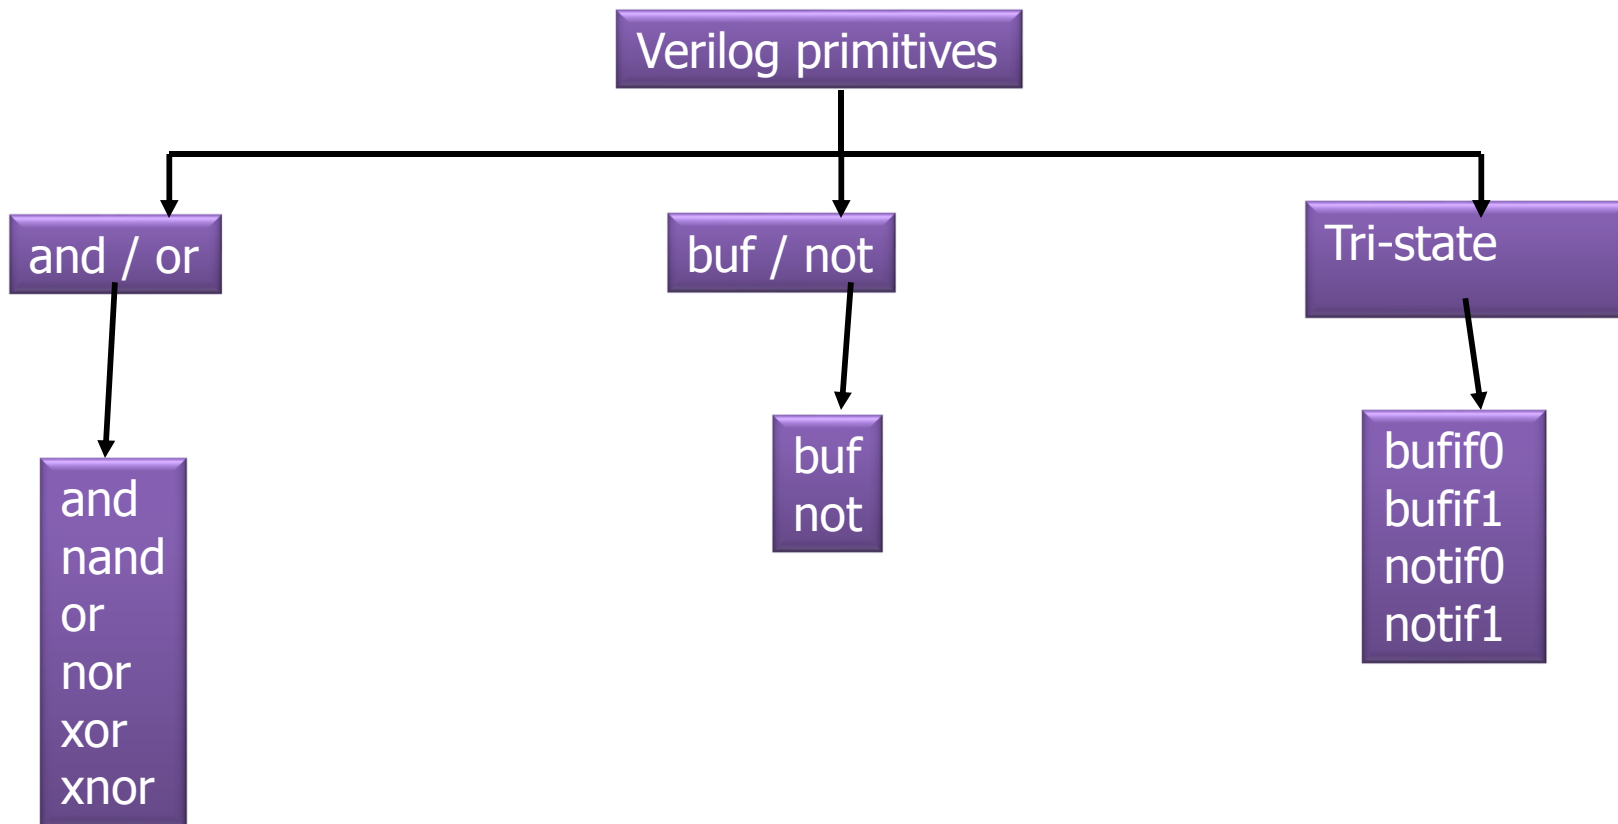 Verilog primitives
and / or
buf / not
Tri-state
and
nand
or
nor
xor
xnor
buf
not
bufif0
bufif1
notif0
notif1